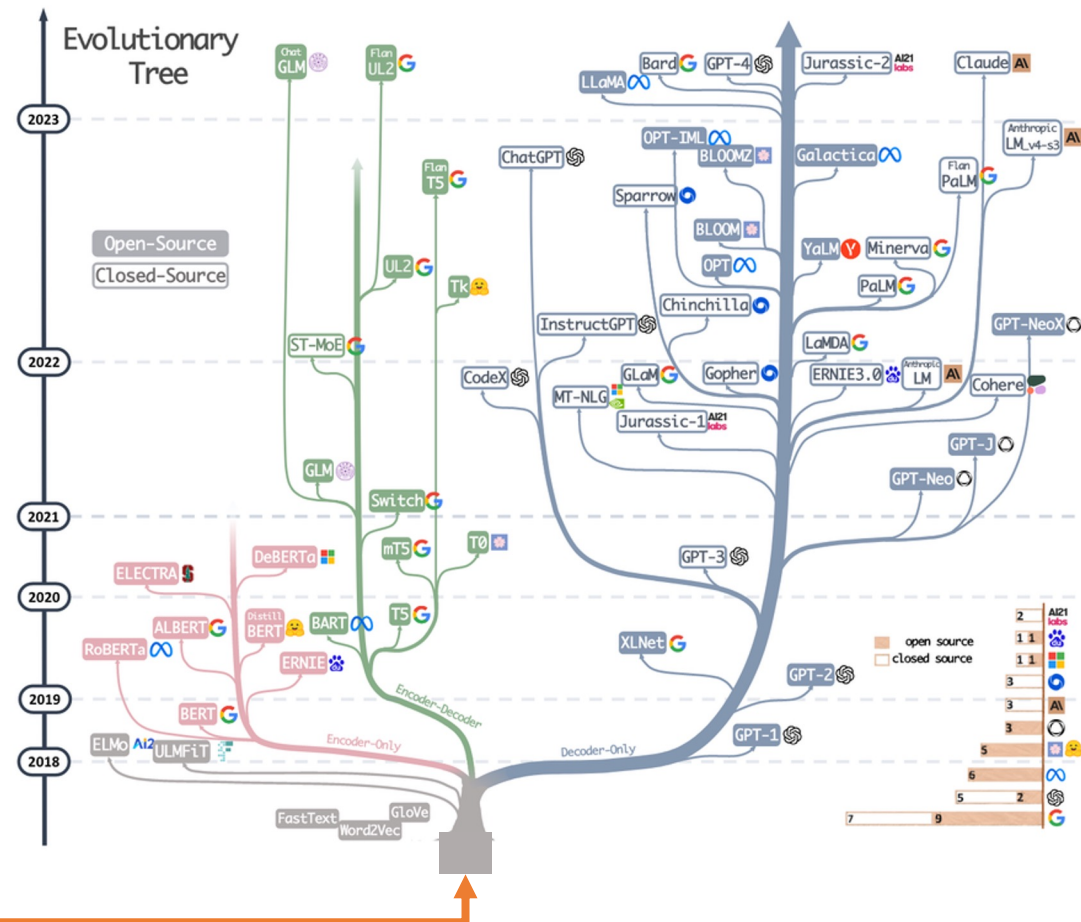 Evolutionary
Tree
Open-Source
Closed-Source
2023
2022
2021
2020
2019
2018
Chat
GLM
Flan
UL2
Flan
T5
UL2
Tk
ST-MoE
GLM
Switch
mT5
T0
BART
T5
Encoder-Decoder
DeBERTa
ELECTRA
ALBERT
Distill
BERT
RoBERTa
ERNIE
BERT
Encoder-Only
ELMo
Ai2
ULMFiT
FastText
Word2Vec
GloVe
Bard
GPT-4
Jurassic-2
AI21
labs
Claude
A\
LLaMA
OPT-IML
BLOOMZ
Galactica
Anthropic
LM_v4-s3
A\
ChatGPT
Flan
PaLM
Sparrow
BLOOM
YaLM
Minerva
OPT
PaLM
Chinchilla
InstructGPT
GPT-NeoX
LaMDA
CodeX
GLaM
Gopher
ERNIE3.0
Anthropic
LM
A\
Cohere
MT-NLG
Jurassic-1
AI21
labs
GPT-J
GPT-Neo
GPT-3
XLNet
GPT-2
GPT-1
Decoder-Only
open source
closed source
2
AI21
labs
1 1
1 1
3
3
A\
3
5
6
5 2
7 9